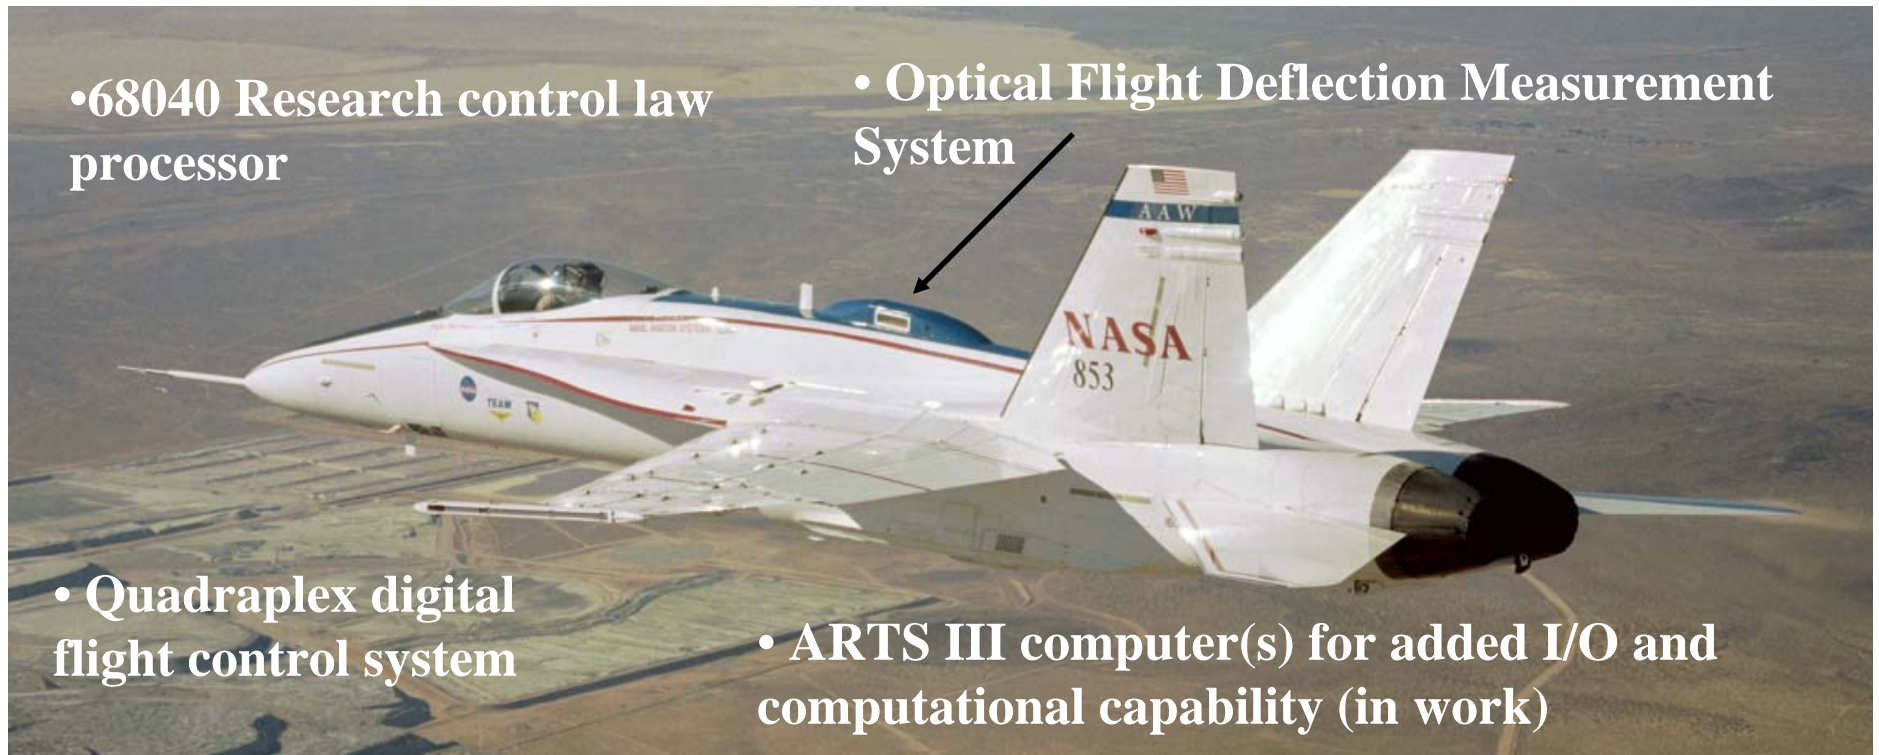 •68040 Research control law
processor
• Optical Flight Deflection Measurement
System
AAW
NASA
853
TEAM
• Quadraplex digital
flight control system
• ARTS III computer(s) for added I/O and
computational capability (in work)